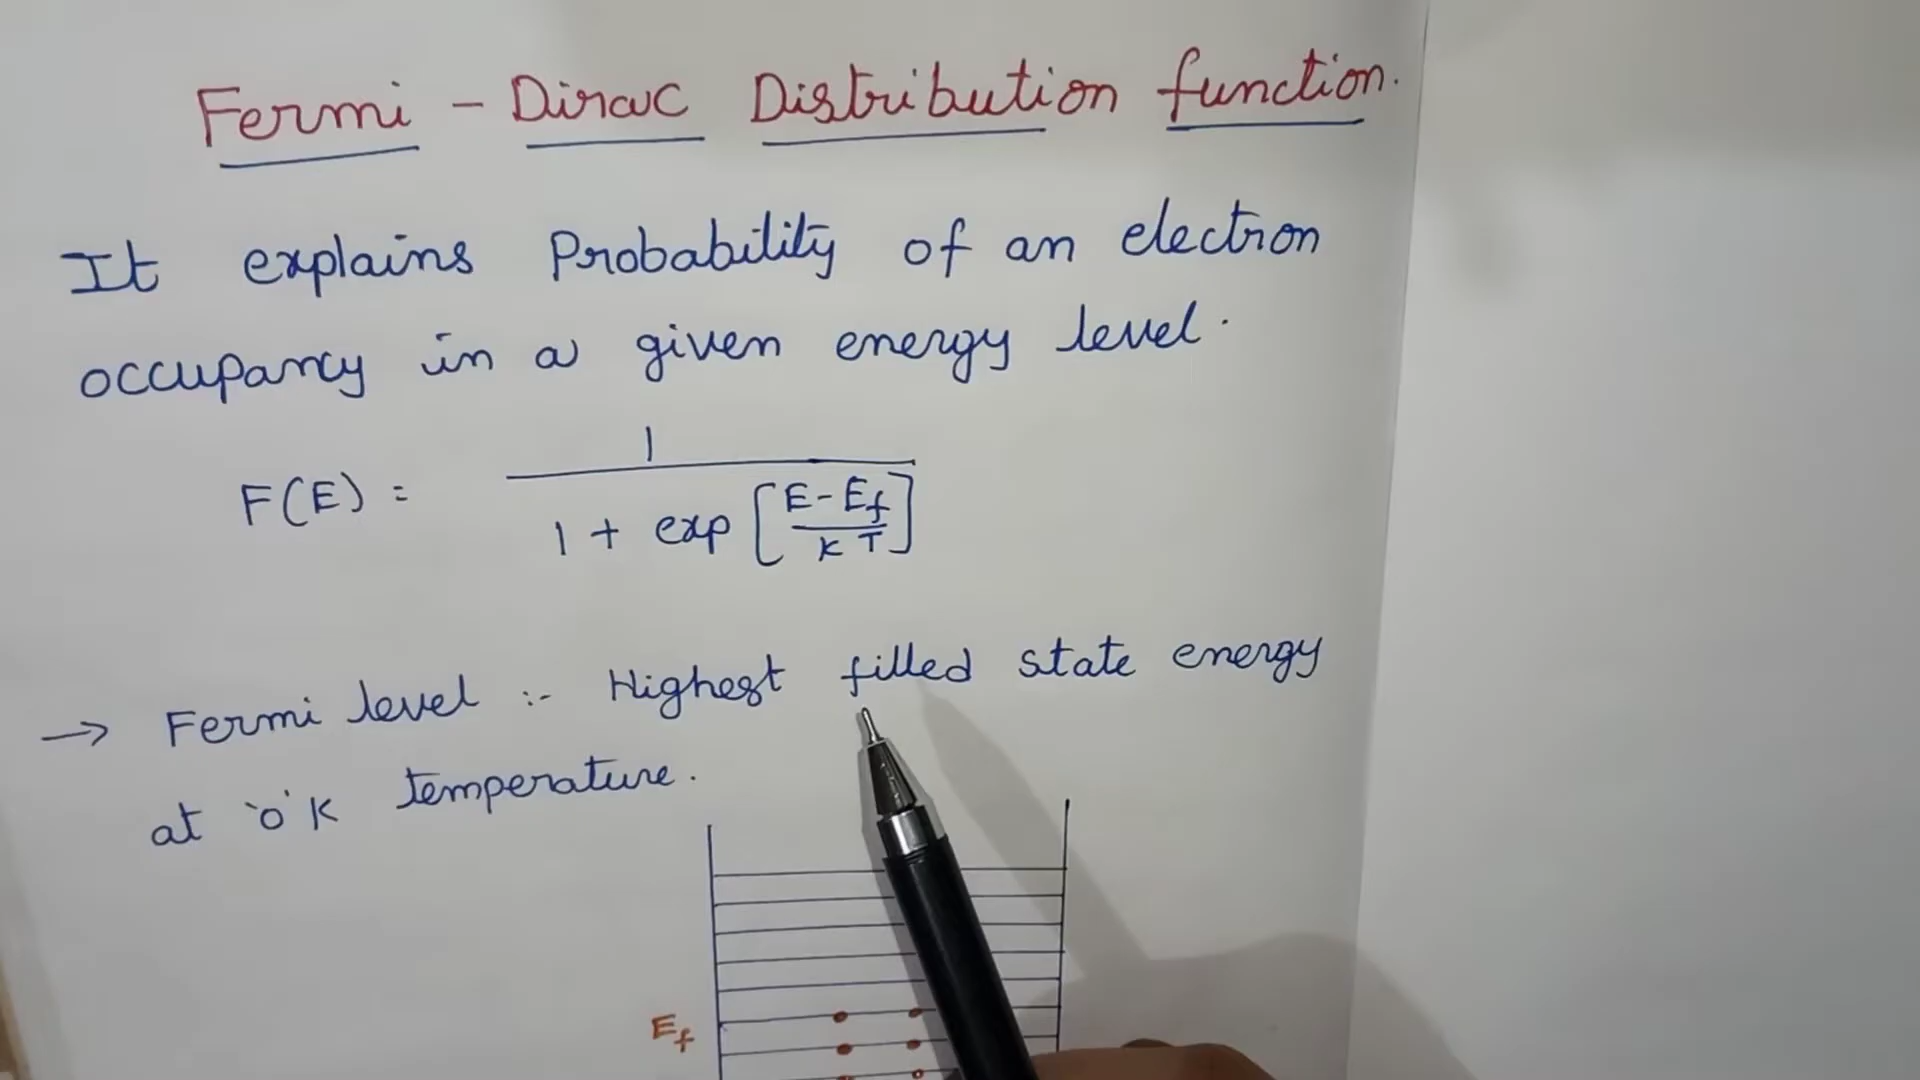 Fermi - Dirac Distribution function.
It explains Probability of an electron
occupancy in a given energy level.
F(E) = 1 / 1 + exp [E - Ef / KT]
→ Fermi level :- Highest filled state energy
at 'o' K temperature.
Ef